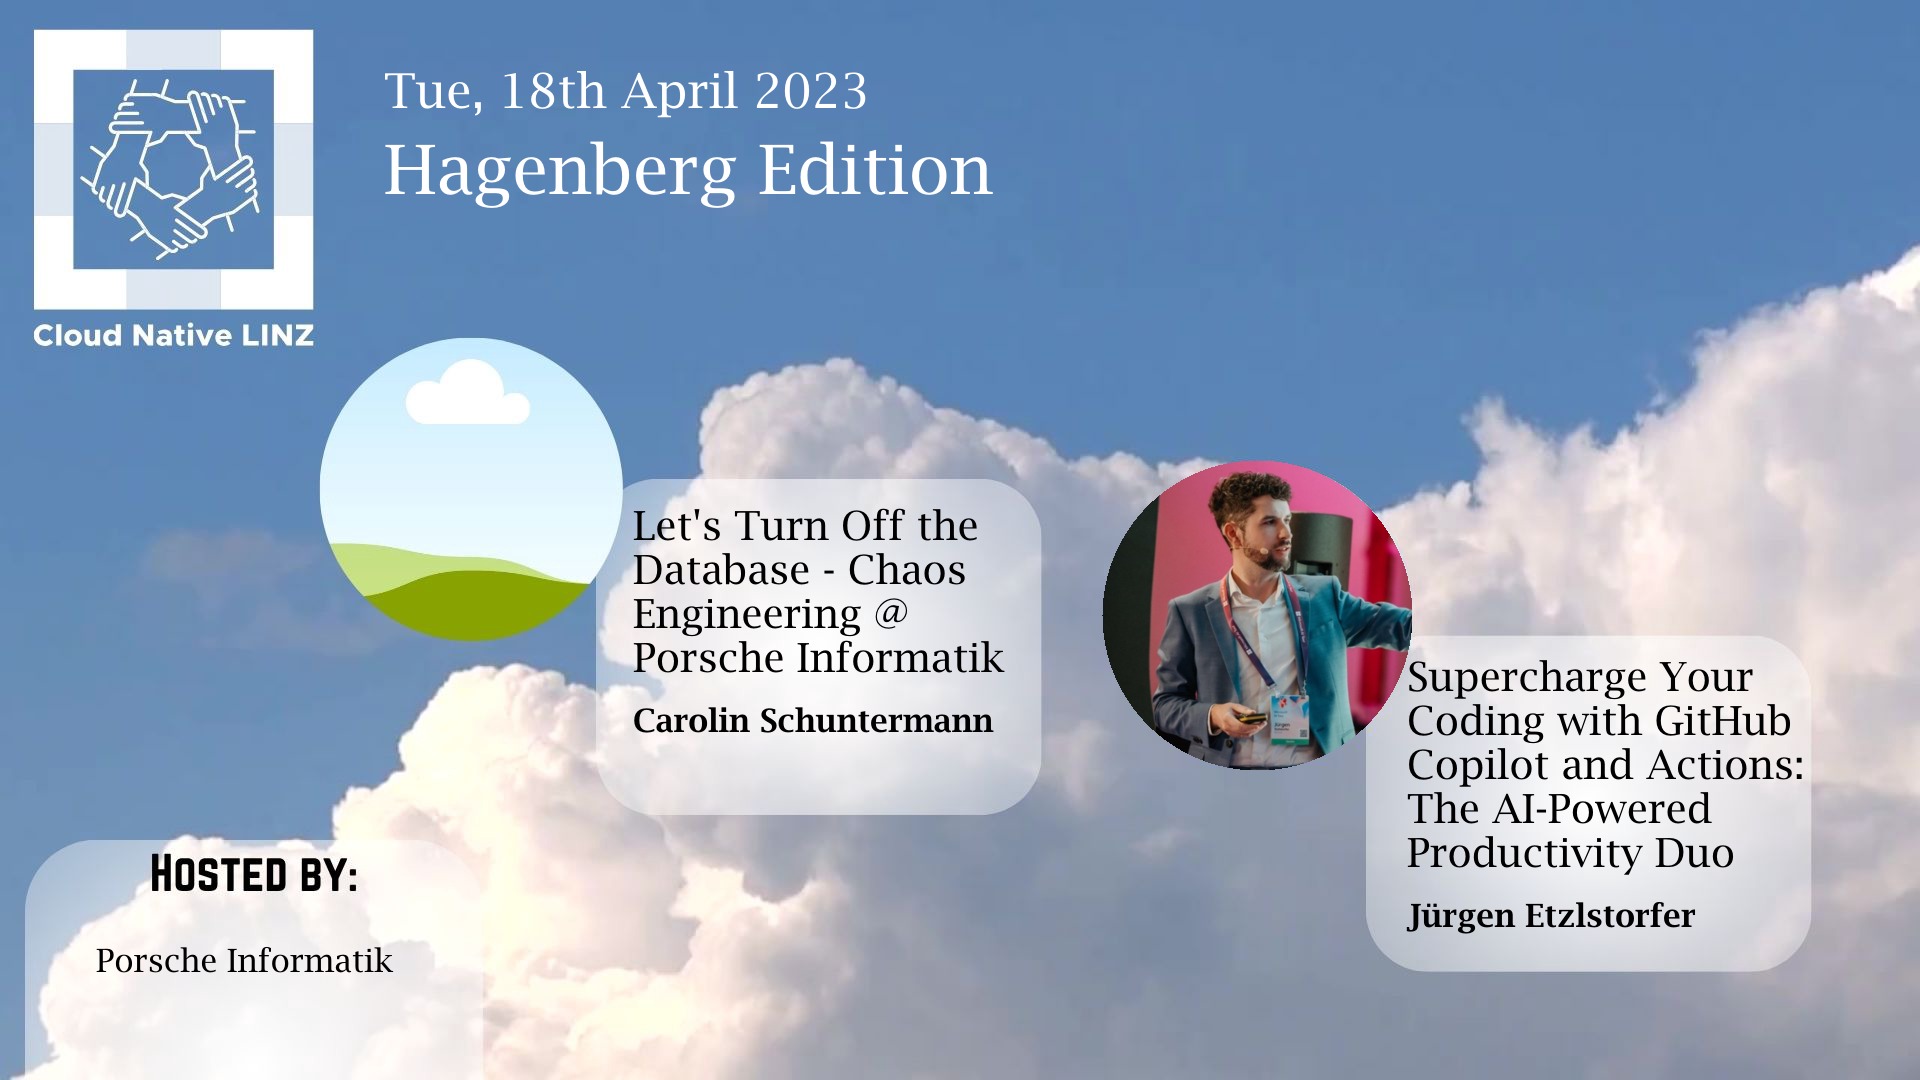 Tue, 18th April 2023
Hagenberg Edition
Cloud Native LINZ
Let's Turn Off the
Database - Chaos
Engineering @
Porsche Informatik
Carolin Schuntermann
Supercharge Your
Coding with GitHub
Copilot and Actions:
The AI-Powered
Productivity Duo
Jürgen Etzlstorfer
HOSTED BY:
Porsche Informatik